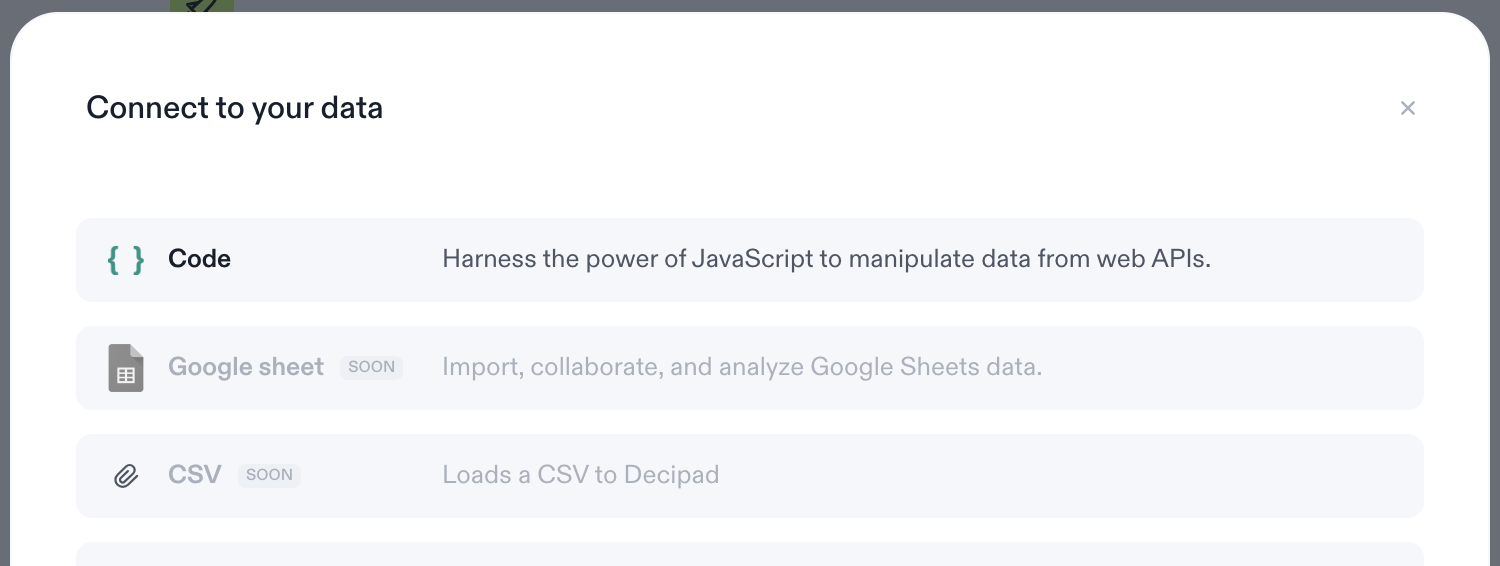 Connect to your data
Code Harness the power of JavaScript to manipulate data from web APIs.
Google sheet SOON Import, collaborate, and analyze Google Sheets data.
CSV SOON Loads a CSV to Decipad